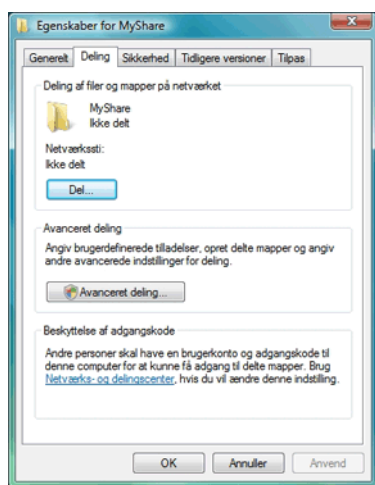 Egenskaber for MyShare
Generelt Deling Sikkerhed Tidligere versioner Tilpas
Deling af filer og mapper på netværket
MyShare
Ikke delt
Netværkssti:
Ikke delt
Del...
Avanceret deling
Angiv brugerdefinerede tilladelser, opret delte mapper og angiv
andre avancerede indstillinger for deling.
Avanceret deling...
Beskyttelse af adgangskode
Andre personer skal have en brugerkonto og adgangskode til
denne computer for at kunne få adgang til delte mapper. Brug
Netværks- og delingscenter, hvis du vil ændre denne indstilling.
OK Annuller Anvend